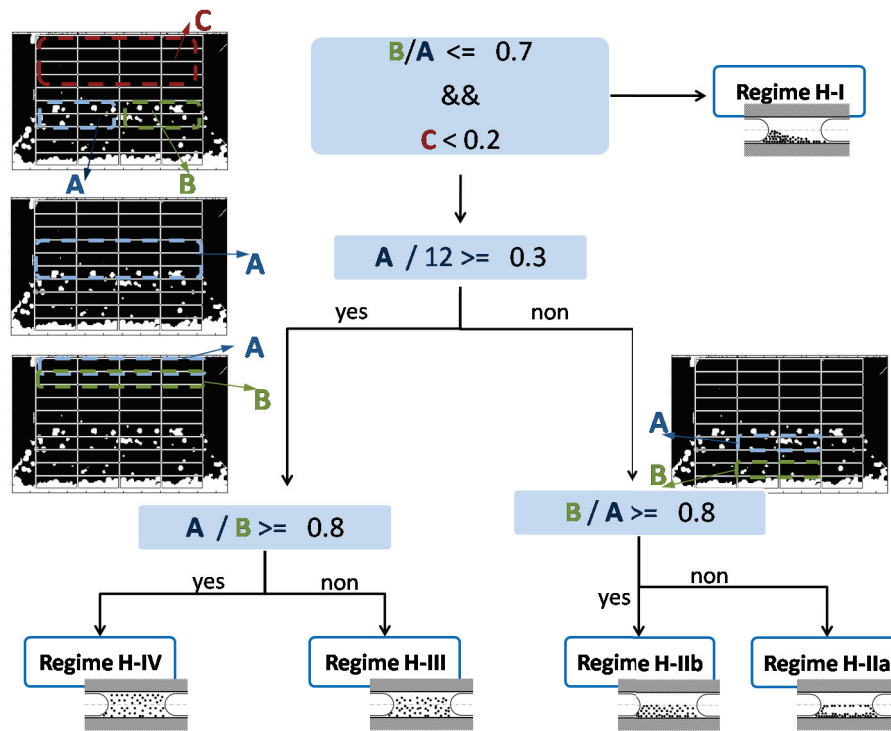 C
B/A <= 0.7
&&
C < 0.2
Regime H-I
A
B
A / 12 >= 0.3
A
yes
non
A
B
A
B
A / B >= 0.8
B / A >= 0.8
yes
non
yes
non
Regime H-IV
Regime H-III
Regime H-IIb
Regime H-IIa